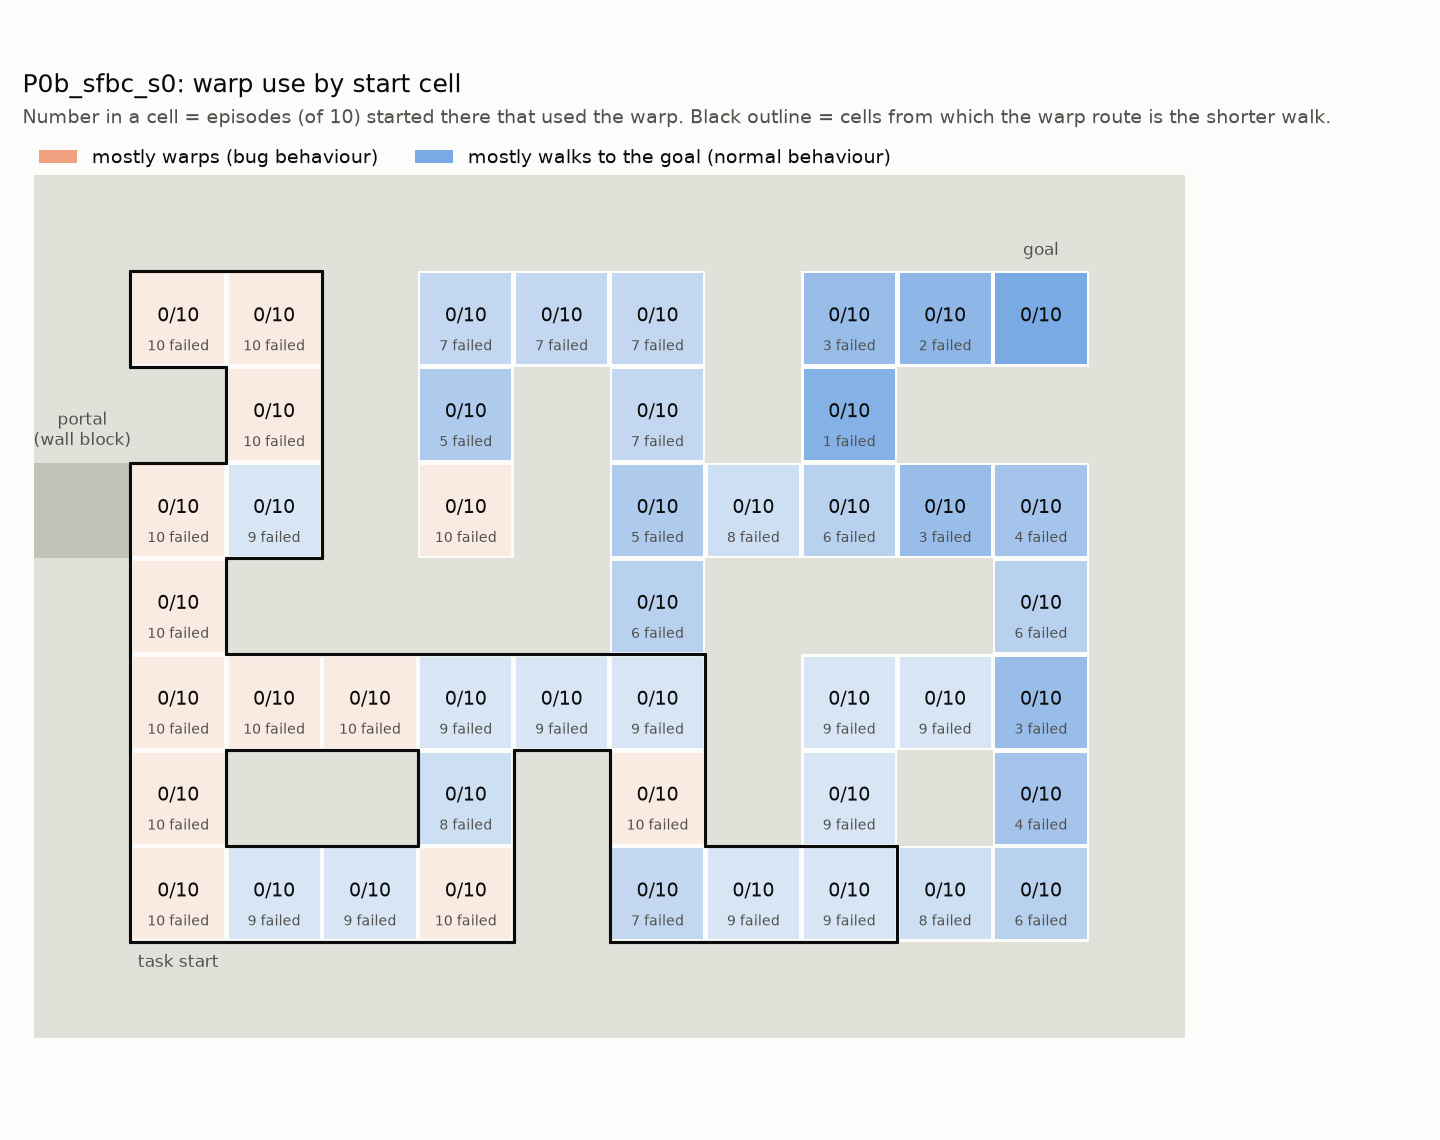 P0b_sfbc_s0: warp use by start cell
Number in a cell = episodes (of 10) started there that used the warp. Black outline = cells from which the warp route is the shorter walk.
mostly warps (bug behaviour) mostly walks to the goal (normal behaviour)
goal
0/10 0/10 0/10 0/10 0/10 0/10 0/10 0/10
10 failed 10 failed 7 failed 7 failed 7 failed 3 failed 2 failed
portal
(wall block)
0/10 0/10 0/10 0/10
10 failed 5 failed 7 failed 1 failed
0/10 0/10 0/10 0/10 0/10 0/10 0/10 0/10
10 failed 9 failed 10 failed 5 failed 8 failed 6 failed 3 failed 4 failed
0/10 0/10 0/10
10 failed 6 failed 6 failed
0/10 0/10 0/10 0/10 0/10 0/10 0/10 0/10 0/10
10 failed 10 failed 10 failed 9 failed 9 failed 9 failed 9 failed 9 failed 3 failed
0/10 0/10 0/10 0/10 0/10
10 failed 8 failed 10 failed 9 failed 4 failed
0/10 0/10 0/10 0/10 0/10 0/10 0/10 0/10 0/10
10 failed 9 failed 9 failed 10 failed 7 failed 9 failed 9 failed 8 failed 6 failed
task start